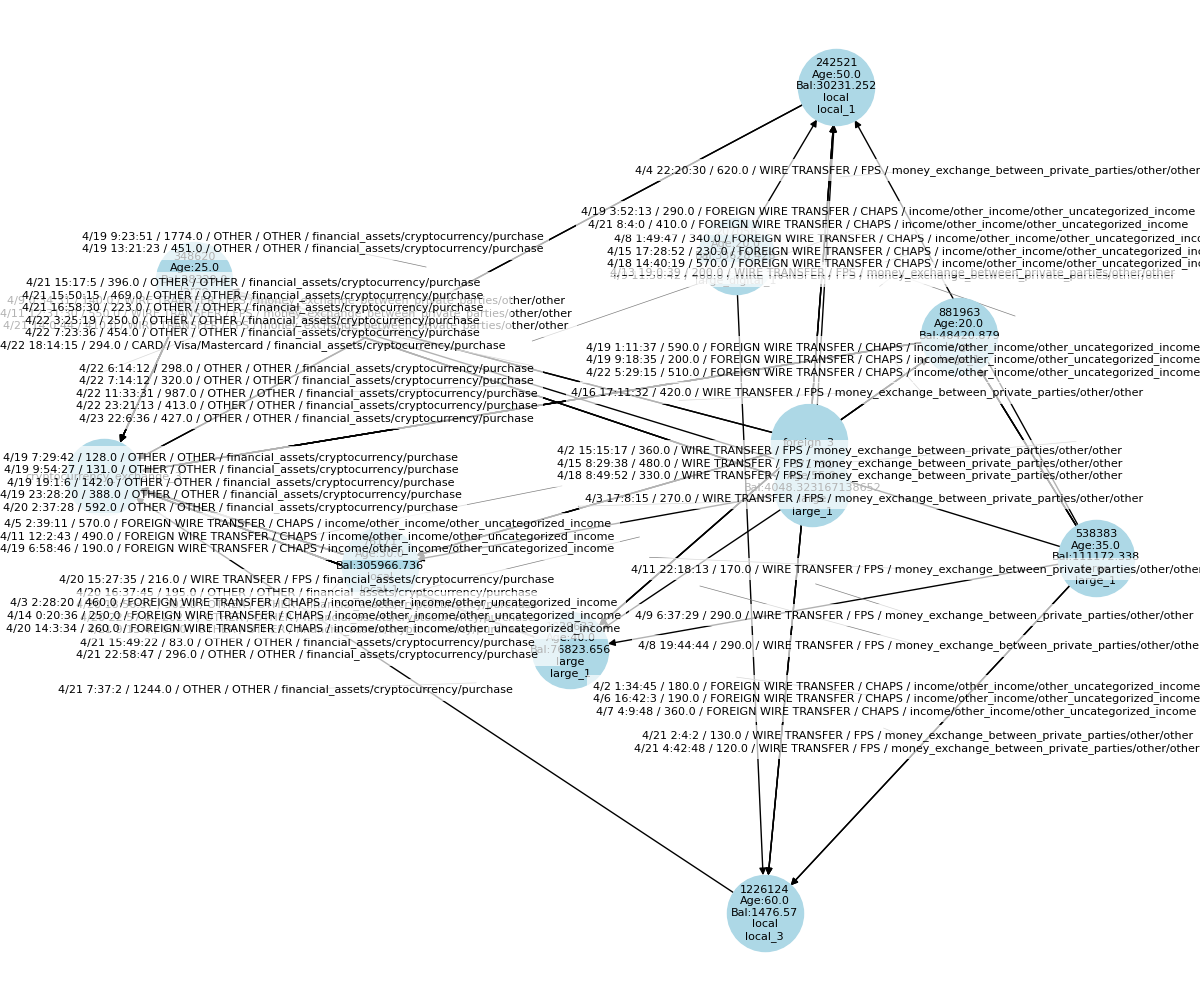 242521
Age:50.0
Bal:30231.252
local
local_1
4/4 22:20:30 / 620.0 / WIRE TRANSFER / FPS / money_exchange_between_private_parties/other/other
4/19 3:52:13 / 290.0 / FOREIGN WIRE TRANSFER / CHAPS / income/other_income/other_uncategorized_income
4/21 8:4:0 / 410.0 / FOREIGN WIRE TRANSFER / CHAPS / income/other_income/other_uncategorized_income
4/8 1:49:47 / 340.0 / FOREIGN WIRE TRANSFER / CHAPS / income/other_income/other_uncategorized_inc
4/15 17:28:52 / 230.0 / FOREIGN WIRE TRANSFER / CHAPS / income/other_income/other_uncategorized_inc
4/18 14:40:19 / 570.0 / FOREIGN WIRE TRANSFER / CHAPS / income/other_income/other_uncategorized_inc
4/19 9:23:51 / 1774.0 / OTHER / OTHER / financial_assets/cryptocurrency/purchase
4/19 13:21:23 / 451.0 / OTHER / OTHER / financial_assets/cryptocurrency/purchase
348620
Age:25.0
4/21 15:17:5 / 396.0 / OTHER / OTHER / financial_assets/cryptocurrency/purchase
4/21 15:50:15 / 469.0 / OTHER / OTHER / financial_assets/cryptocurrency/purchase
4/21 16:58:30 / 223.0 / OTHER / OTHER / financial_assets/cryptocurrency/purchase
4/22 3:25:19 / 250.0 / OTHER / OTHER / financial_assets/cryptocurrency/purchase
4/22 7:23:36 / 454.0 / OTHER / OTHER / financial_assets/cryptocurrency/purchase
4/22 18:14:15 / 294.0 / CARD / Visa/Mastercard / financial_assets/cryptocurrency/purchase
other/other
other/other
other/other
881963
Age:20.0
Bal:48420.879
4/19 1:11:37 / 590.0 / FOREIGN WIRE TRANSFER / CHAPS / income/other_income/other_uncategorized_income
4/19 9:18:35 / 200.0 / FOREIGN WIRE TRANSFER / CHAPS / income/other_income/other_uncategorized_income
4/22 5:29:15 / 510.0 / FOREIGN WIRE TRANSFER / CHAPS / income/other_income/other_uncategorized_income
4/22 6:14:12 / 298.0 / OTHER / OTHER / financial_assets/cryptocurrency/purchase
4/22 7:14:12 / 320.0 / OTHER / OTHER / financial_assets/cryptocurrency/purchase
4/22 11:33:31 / 987.0 / OTHER / OTHER / financial_assets/cryptocurrency/purchase
4/22 23:21:13 / 413.0 / OTHER / OTHER / financial_assets/cryptocurrency/purchase
4/23 22:6:36 / 427.0 / OTHER / OTHER / financial_assets/cryptocurrency/purchase
4/16 17:11:32 / 420.0 / WIRE TRANSFER / FPS / money_exchange_between_private_parties/other/other
foreign_3
4/2 15:15:17 / 360.0 / WIRE TRANSFER / FPS / money_exchange_between_private_parties/other/other
4/15 8:29:38 / 480.0 / WIRE TRANSFER / FPS / money_exchange_between_private_parties/other/other
4/18 8:49:52 / 330.0 / WIRE TRANSFER / FPS / money_exchange_between_private_parties/other/other
Bal:4048.323167138652
4/3 17:8:15 / 270.0 / WIRE TRANSFER / FPS / money_exchange_between_private_parties/other/other
large_1
4/19 7:29:42 / 128.0 / OTHER / OTHER / financial_assets/cryptocurrency/purchase
4/19 9:54:27 / 131.0 / OTHER / OTHER / financial_assets/cryptocurrency/purchase
4/19 19:1:6 / 142.0 / OTHER / OTHER / financial_assets/cryptocurrency/purchase
4/19 23:28:20 / 388.0 / OTHER / OTHER / financial_assets/cryptocurrency/purchase
4/20 2:37:28 / 592.0 / OTHER / OTHER / financial_assets/cryptocurrency/purchase
4/5 2:39:11 / 570.0 / FOREIGN WIRE TRANSFER / CHAPS / income/other_income/other_uncategorized_income
4/11 12:2:43 / 490.0 / FOREIGN WIRE TRANSFER / CHAPS / income/other_income/other_uncategorized_income
4/19 6:58:46 / 190.0 / FOREIGN WIRE TRANSFER / CHAPS / income/other_income/other_uncategorized_income
Bal:305966.736
538383
Age:35.0
Bal:111172.338
large_1
4/11 22:18:13 / 170.0 / WIRE TRANSFER / FPS / money_exchange_between_private_parties/other/othe
4/20 15:27:35 / 216.0 / WIRE TRANSFER / FPS / financial_assets/cryptocurrency/purchase
4/20 16:37:45 / 195.0 / WIRE TRANSFER / FPS / financial_assets/cryptocurrency/purchase
4/3 2:28:20 / 460.0 / FOREIGN WIRE TRANSFER / CHAPS / income/other_income/other_uncategorized_income
4/14 0:20:36 / 250.0 / FOREIGN WIRE TRANSFER / CHAPS / income/other_income/other_uncategorized_income
4/20 14:3:34 / 260.0 / FOREIGN WIRE TRANSFER / CHAPS / income/other_income/other_uncategorized_income
4/21 15:49:22 / 83.0 / OTHER / OTHER / financial_assets/cryptocurrency/purchase
4/21 22:58:47 / 296.0 / OTHER / OTHER / financial_assets/cryptocurrency/purchase
4/9 6:37:29 / 290.0 / WIRE TRANSFER / FPS / money_exchange_between_private_parties/other/other
4/8 19:44:44 / 290.0 / WIRE TRANSFER / FPS / money_exchange_between_private_parties/other/othe
Bal:76823.656
large
large_1
4/21 7:37:2 / 1244.0 / OTHER / OTHER / financial_assets/cryptocurrency/purchase
4/2 1:34:45 / 180.0 / FOREIGN WIRE TRANSFER / CHAPS / income/other_income/other_uncategorized_income
4/6 16:42:3 / 190.0 / FOREIGN WIRE TRANSFER / CHAPS / income/other_income/other_uncategorized_income
4/7 4:9:48 / 360.0 / FOREIGN WIRE TRANSFER / CHAPS / income/other_income/other_uncategorized_income
4/21 2:4:2 / 130.0 / WIRE TRANSFER / FPS / money_exchange_between_private_parties/other/other
4/21 4:42:48 / 120.0 / WIRE TRANSFER / FPS / money_exchange_between_private_parties/other/other
1226124
Age:60.0
Bal:1476.57
local
local_3